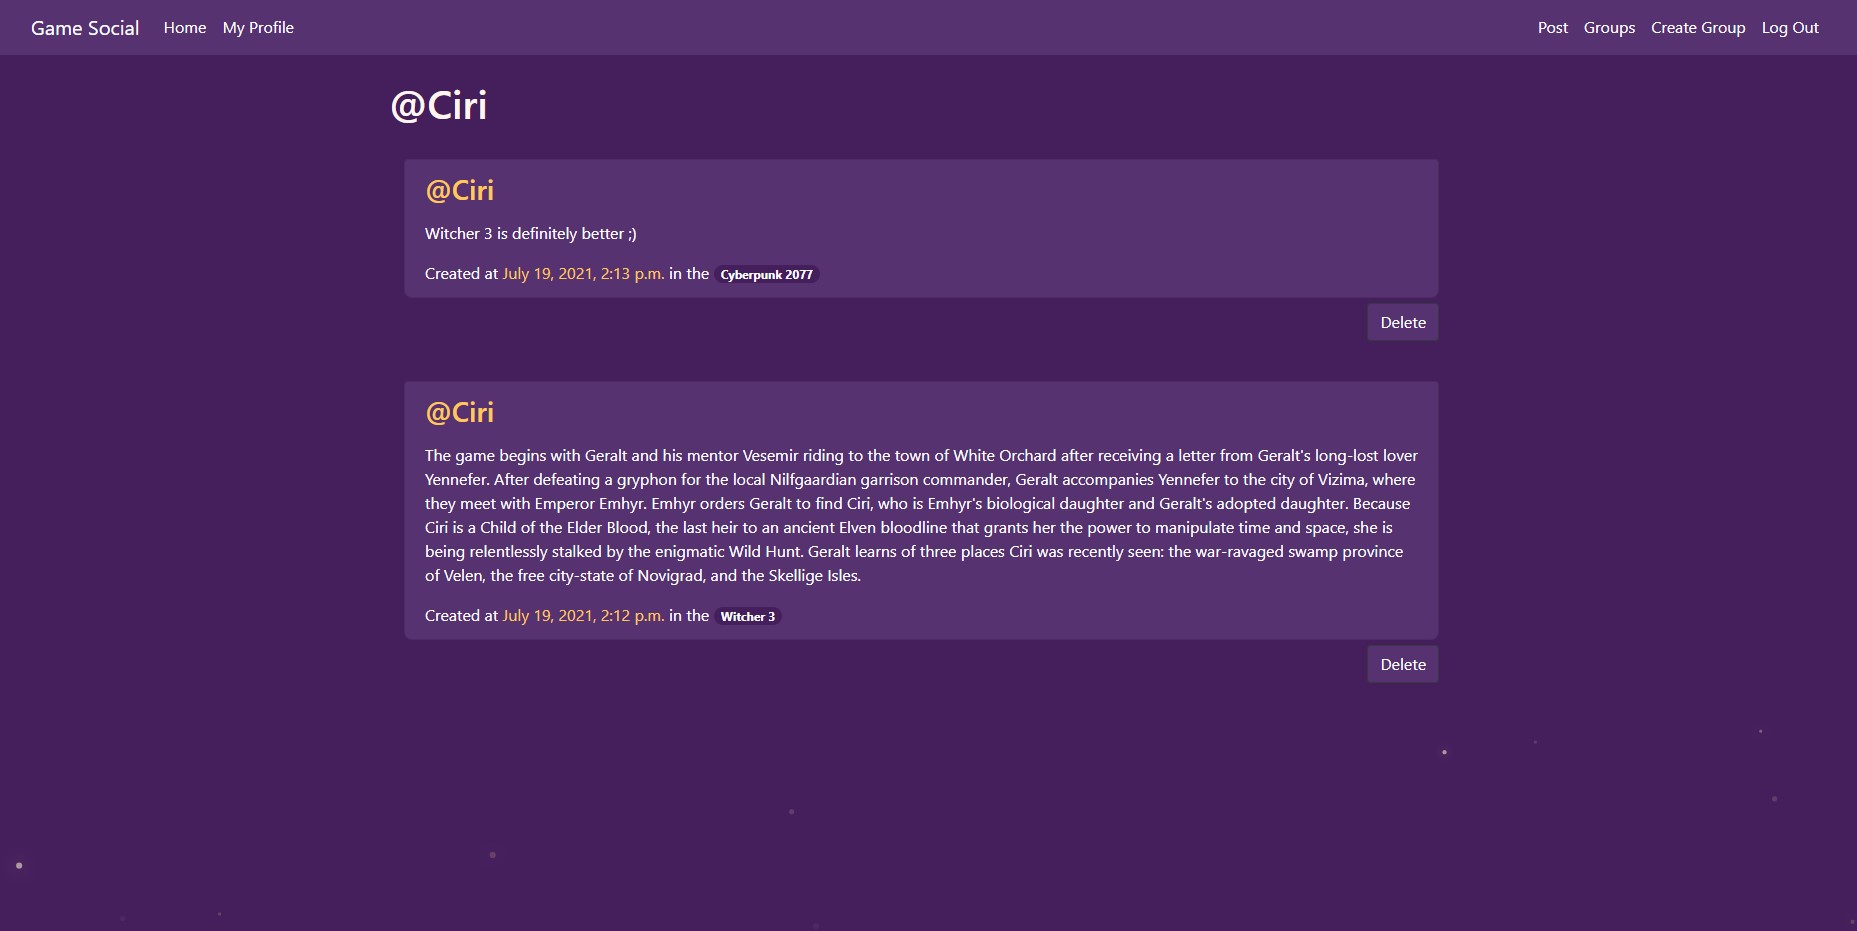 Game Social Home My Profile Post Groups Create Group Log Out
@Ciri
@Ciri
Witcher 3 is definitely better ;)
Created at July 19, 2021, 2:13 p.m. in the Cyberpunk 2077
Delete
@Ciri
The game begins with Geralt and his mentor Vesemir riding to the town of White Orchard after receiving a letter from Geralt's long-lost lover
Yennefer. After defeating a gryphon for the local Nilfgaardian garrison commander, Geralt accompanies Yennefer to the city of Vizima, where
they meet with Emperor Emhyr. Emhyr orders Geralt to find Ciri, who is Emhyr's biological daughter and Geralt's adopted daughter. Because
Ciri is a Child of the Elder Blood, the last heir to an ancient Elven bloodline that grants her the power to manipulate time and space, she is
being relentlessly stalked by the enigmatic Wild Hunt. Geralt learns of three places Ciri was recently seen: the war-ravaged swamp province
of Velen, the free city-state of Novigrad, and the Skellige Isles.
Created at July 19, 2021, 2:12 p.m. in the Witcher 3
Delete